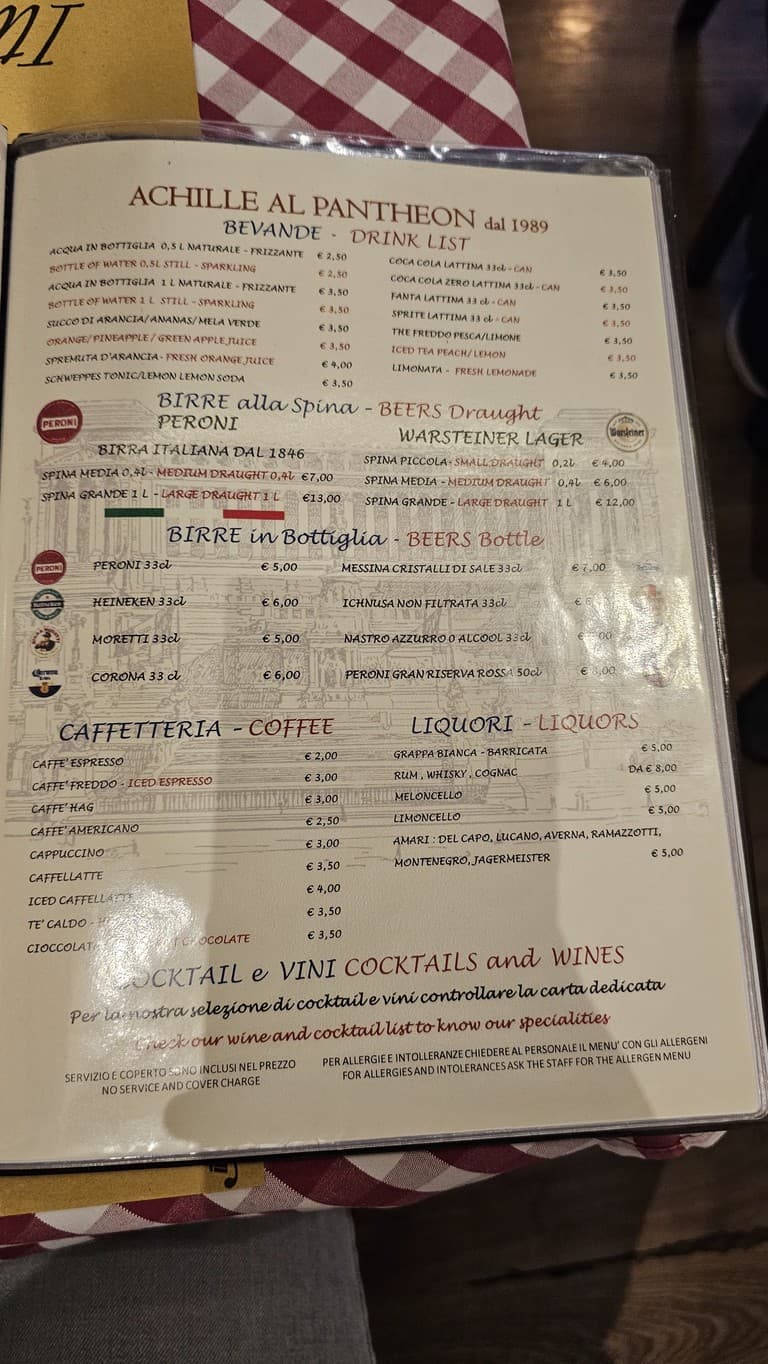 ACHILLE AL PANTHEON dal 1989
BEVANDE - DRINK LIST
ACQUA IN BOTTIGLIA 0,5 L NATURALE - FRIZZANTE € 2,50
BOTTLE OF WATER 0,5L STILL - SPARKLING € 2,50
ACQUA IN BOTTIGLIA 1 L NATURALE - FRIZZANTE € 3,50
BOTTLE OF WATER 1 L STILL - SPARKLING € 3,50
SUCCO DI ARANCIA/ANANAS/MELA VERDE € 3,50
ORANGE/PINEAPPLE/GREEN APPLE JUICE € 3,50
SPREMUTA D'ARANCIA - FRESH ORANGE JUICE € 4,00
SCHWEPPES TONIC/LEMON LEMON SODA € 3,50
COCA COLA LATTINA 33cl - CAN € 3,50
COCA COLA ZERO LATTINA 33cl - CAN € 3,50
FANTA LATTINA 33 cl - CAN € 3,50
SPRITE LATTINA 33 cl - CAN € 3,50
THE FREDDO PESCA/LIMONE € 3,50
ICED TEA PEACH/LEMON € 3,50
LIMONATA - FRESH LEMONADE € 3,50
BIRRE alla Spina - BEERS Draught
PERONI
PERONI
BIRRA ITALIANA DAL 1846
SPINA MEDIA 0,4L - MEDIUM DRAUGHT 0,4L €7,00
SPINA GRANDE 1 L - LARGE DRAUGHT 1 L €13,00
WARSTEINER LAGER
Warsteiner
SPINA PICCOLA - SMALL DRAUGHT 0,2L € 4,00
SPINA MEDIA - MEDIUM DRAUGHT 0,4L € 6,00
SPINA GRANDE - LARGE DRAUGHT 1 L € 12,00
BIRRE in Bottiglia - BEERS Bottle
PERONI
PERONI 33cl € 5,00
HEINEKEN 33cl € 6,00
MORETTI 33cl € 5,00
CORONA 33 cl € 6,00
MESSINA CRISTALLI DI SALE 33cl € 7,00
ICHNUSA NON FILTRATA 33cl €
NASTRO AZZURRO 0 ALCOOL 33cl €
PERONI GRAN RISERVA ROSSA 50cl €
CAFFETTERIA - COFFEE
CAFFE' ESPRESSO € 2,00
CAFFE' FREDDO - ICED ESPRESSO € 3,00
CAFFE' HAG € 3,00
CAFFE' AMERICANO € 2,50
CAPPUCCINO € 3,00
CAFFELLATTE € 3,50
ICED CAFFELLATTE € 4,00
TE' CALDO - € 3,50
CIOCCOLATA CHOCOLATE € 3,50
LIQUORI - LIQUORS
GRAPPA BIANCA - BARRICATA € 5,00
RUM , WHISKY , COGNAC DA € 8,00
MELONCELLO € 5,00
LIMONCELLO € 5,00
AMARI : DEL CAPO, LUCANO, AVERNA, RAMAZZOTTI,
MONTENEGRO, JAGERMEISTER € 5,00
COCKTAIL e VINI COCKTAILS and WINES
Per la nostra selezione di cocktail e vini controllare la carta dedicata
Check our wine and cocktail list to know our specialities
SERVIZIO E COPERTO SONO INCLUSI NEL PREZZO
NO SERVICE AND COVER CHARGE
PER ALLERGIE E INTOLLERANZE CHIEDERE AL PERSONALE IL MENU' CON GLI ALLERGENI
FOR ALLERGIES AND INTOLERANCES ASK THE STAFF FOR THE ALLERGEN MENU